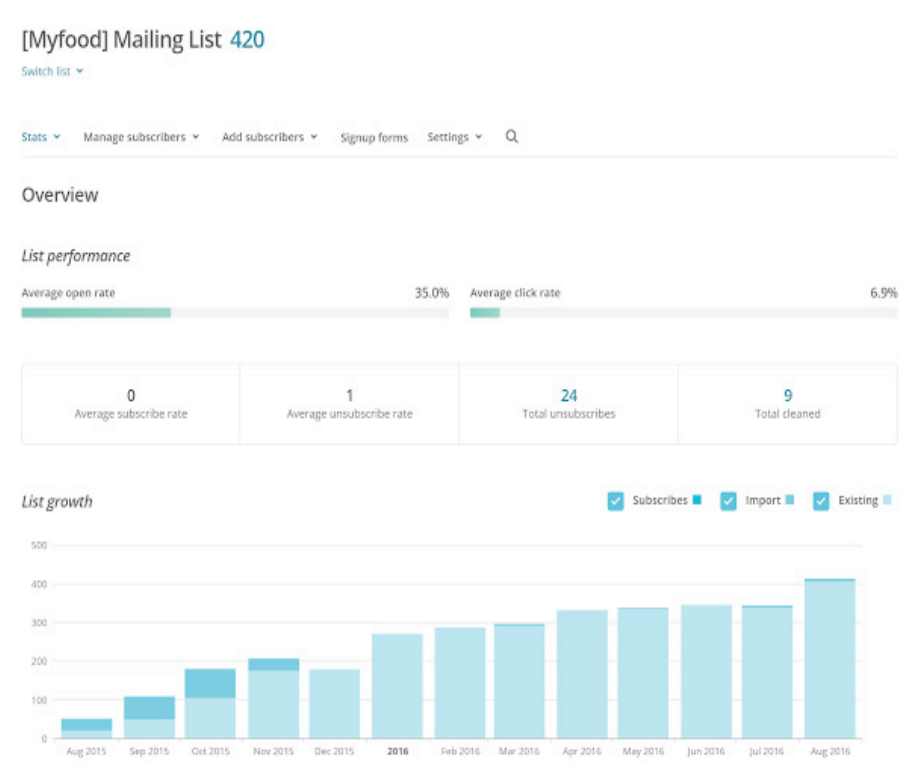 [Myfood] Mailing List 420
Switch list
Stats Manage subscribers Add subscribers Signup forms Settings
Overview
List performance
Average open rate 35.0% Average click rate 6.9%
0 1 24 9
Average subscribe rate Average unsubscribe rate Total unsubscribes Total cleaned
List growth Subscribes Import Existing
500
400
300
200
100
0
Aug 2015 Sep 2015 Oct 2015 Nov 2015 Dec 2015 2016 Feb 2016 Mar 2016 Apr 2016 May 2016 Jun 2016 Jul 2016 Aug 2016